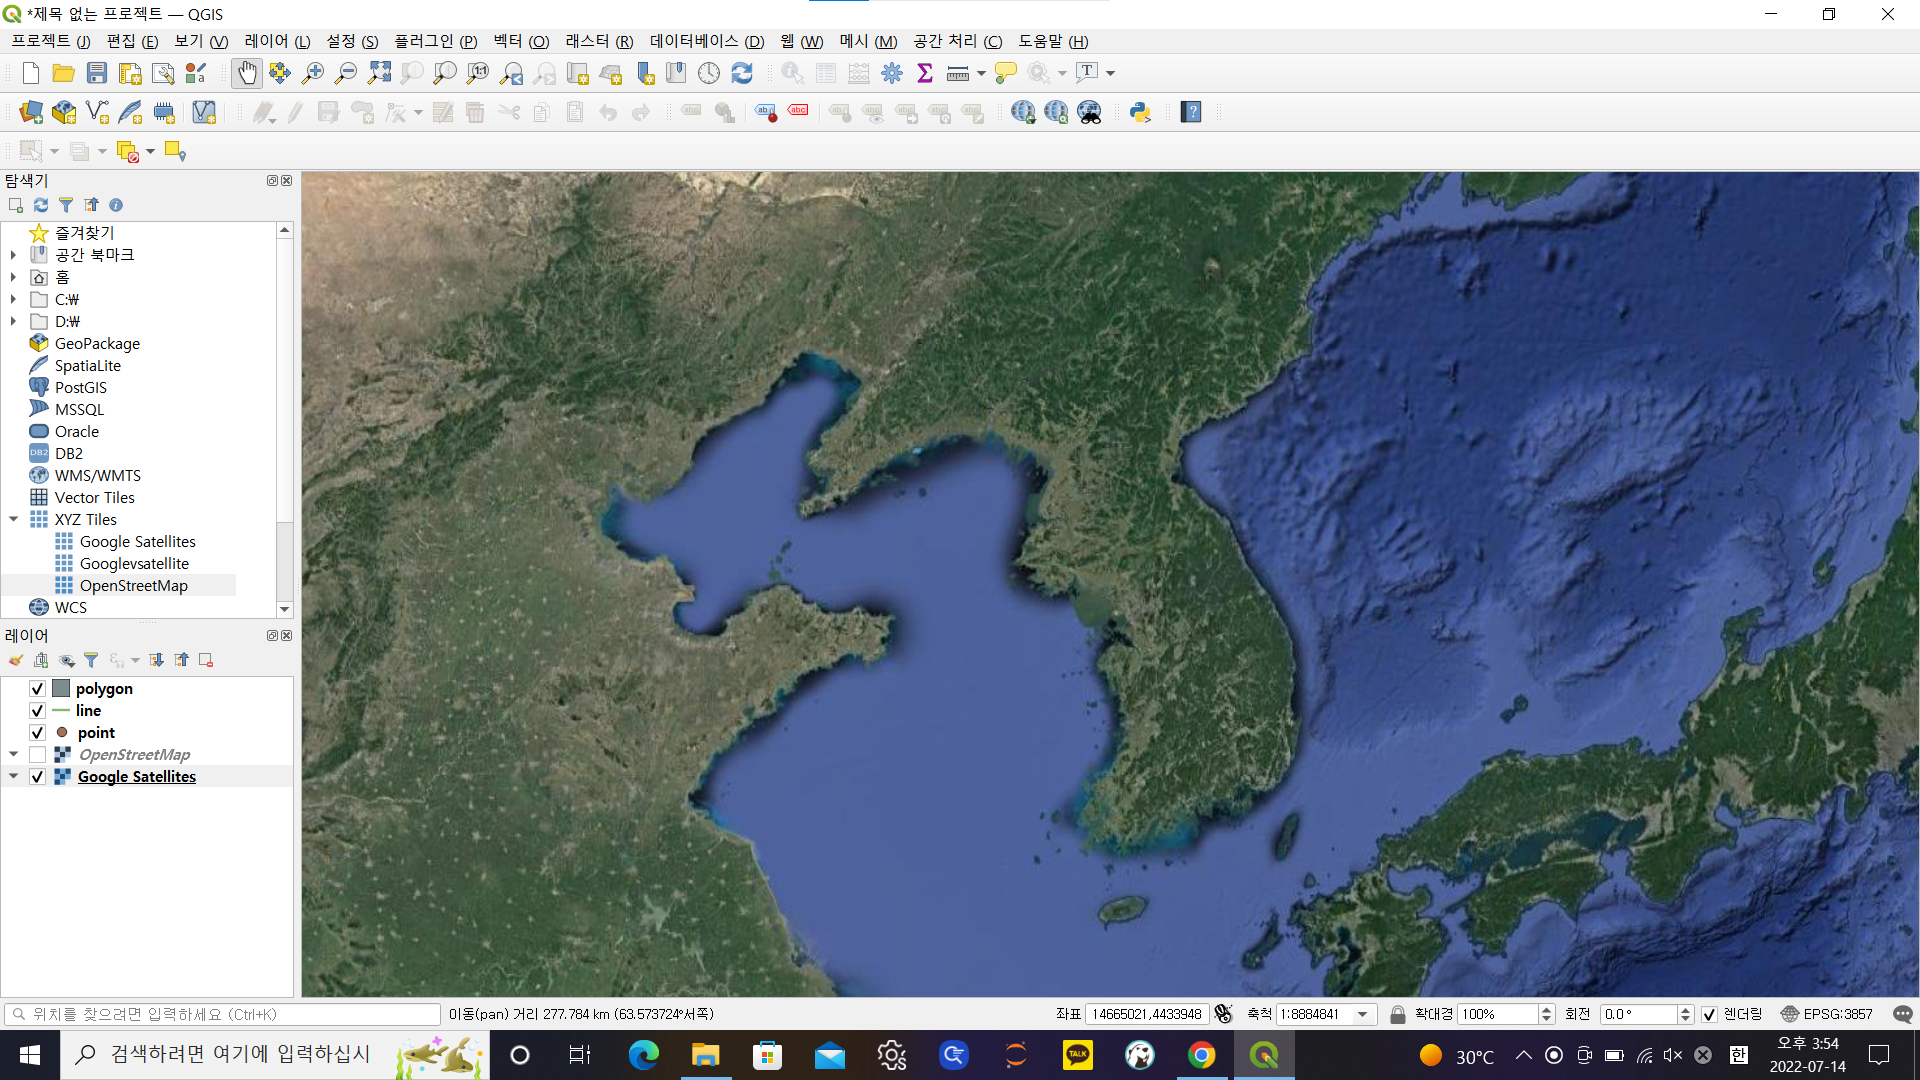 *제목 없는 프로젝트 — QGIS
프로젝트 (J) 편집 (E) 보기 (V) 레이어 (L) 설정 (S) 플러그인 (P) 벡터 (O) 래스터 (R) 데이터베이스 (D) 웹 (W) 메시 (M) 공간 처리 (C) 도움말 (H)
탐색기
즐겨찾기
공간 북마크
홈
C:₩
D:₩
GeoPackage
SpatiaLite
PostGIS
MSSQL
Oracle
DB2
WMS/WMTS
Vector Tiles
XYZ Tiles
Google Satellites
Googlevsatellite
OpenStreetMap
WCS
레이어
polygon
line
point
OpenStreetMap
Google Satellites
위치를 찾으려면 입력하세요 (Ctrl+K) 이동(pan) 거리 277.784 km (63.573724°서쪽) 좌표 14665021,4433948 축척 1:8884841 확대경 100% 회전 0.0 ° 렌더링 EPSG:3857
검색하려면 여기에 입력하십시 TALK 30°C 한 오후 3:54
2022-07-14